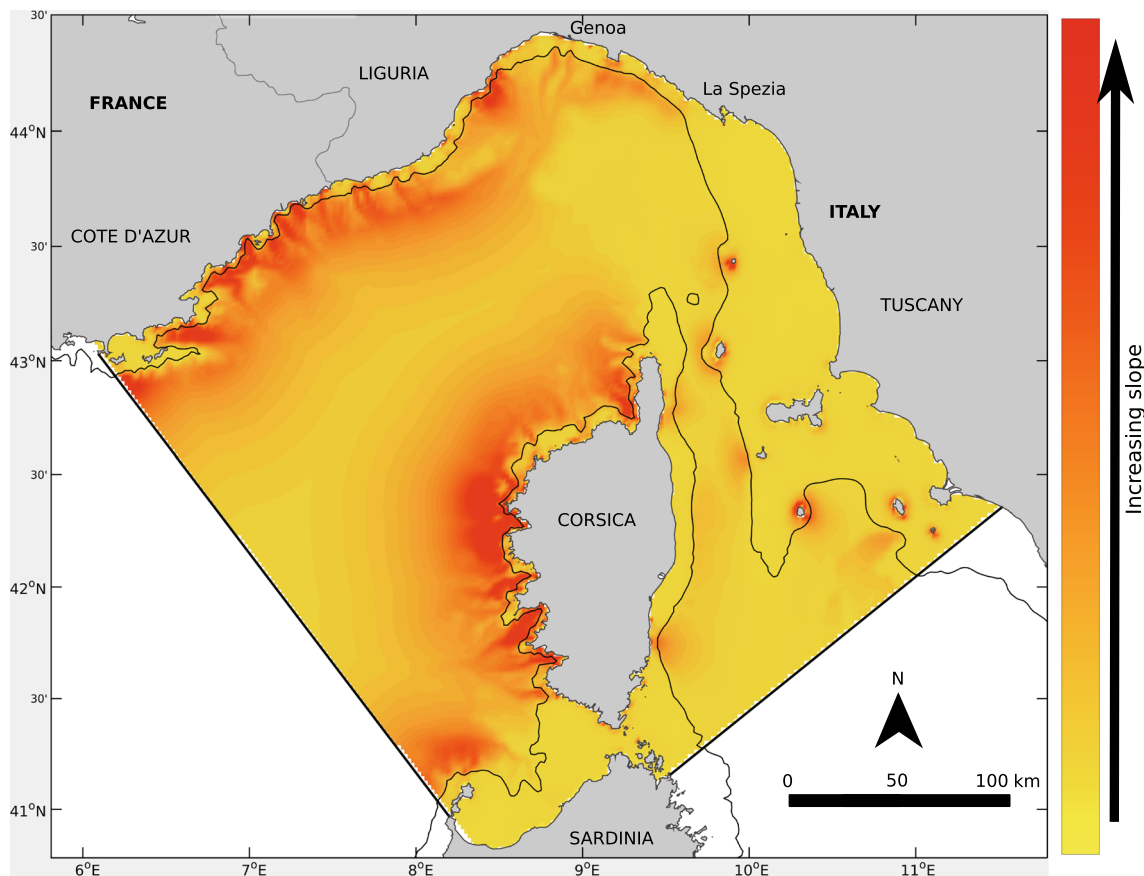 30'
Genoa
LIGURIA
La Spezia
FRANCE
44°N
ITALY
COTE D'AZUR
30'
TUSCANY
43°N
Increasing slope
30'
CORSICA
42°N
N
30'
0 50 100 km
41°N
SARDINIA
6°E 7°E 8°E 9°E 10°E 11°E